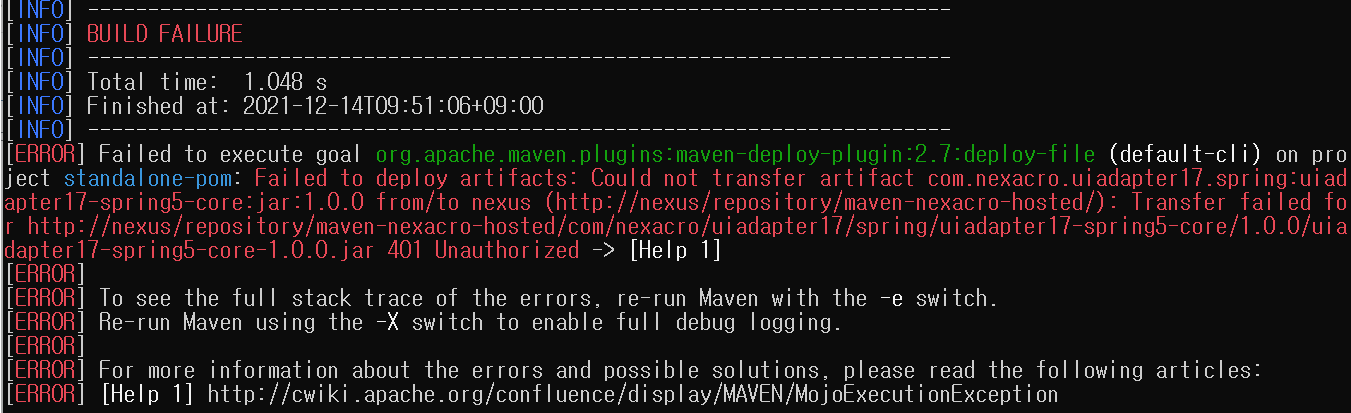 [INFO] ------------------------------------------------------------------------
[INFO] BUILD FAILURE
[INFO] ------------------------------------------------------------------------
[INFO] Total time:  1.048 s
[INFO] Finished at: 2021-12-14T09:51:06+09:00
[INFO] ------------------------------------------------------------------------
[ERROR] Failed to execute goal org.apache.maven.plugins:maven-deploy-plugin:2.7:deploy-file (default-cli) on pro
ject standalone-pom: Failed to deploy artifacts: Could not transfer artifact com.nexacro.uiadapter17.spring:uiad
apter17-spring5-core:jar:1.0.0 from/to nexus (http://nexus/repository/maven-nexacro-hosted/): Transfer failed fo
r http://nexus/repository/maven-nexacro-hosted/com/nexacro/uiadapter17/spring/uiadapter17-spring5-core/1.0.0/uia
dapter17-spring5-core-1.0.0.jar 401 Unauthorized -> [Help 1]
[ERROR]
[ERROR] To see the full stack trace of the errors, re-run Maven with the -e switch.
[ERROR] Re-run Maven using the -X switch to enable full debug logging.
[ERROR]
[ERROR] For more information about the errors and possible solutions, please read the following articles:
[ERROR] [Help 1] http://cwiki.apache.org/confluence/display/MAVEN/MojoExecutionException